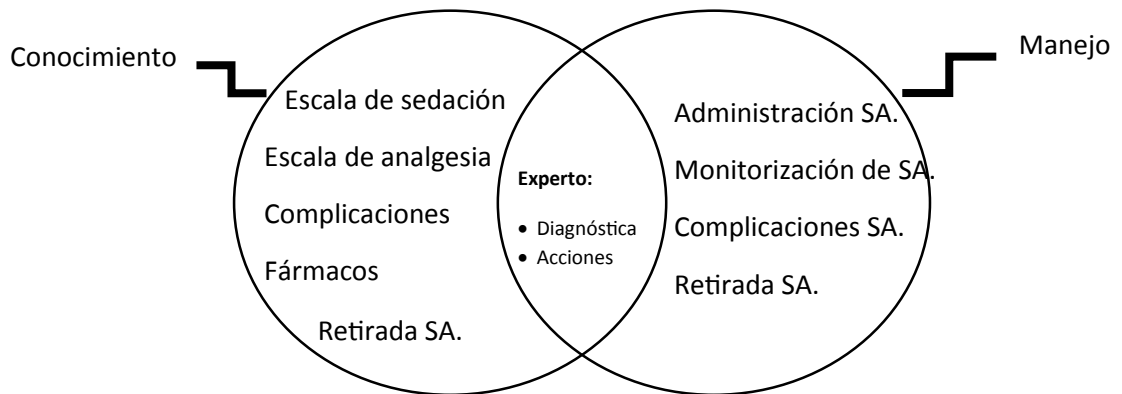 Conocimiento
Escala de sedación
Escala de analgesia
Complicaciones
Fármacos
Retirada SA.
Experto:
• Diagnóstica
• Acciones
Manejo
Administración SA.
Monitorización de SA.
Complicaciones SA.
Retirada SA.